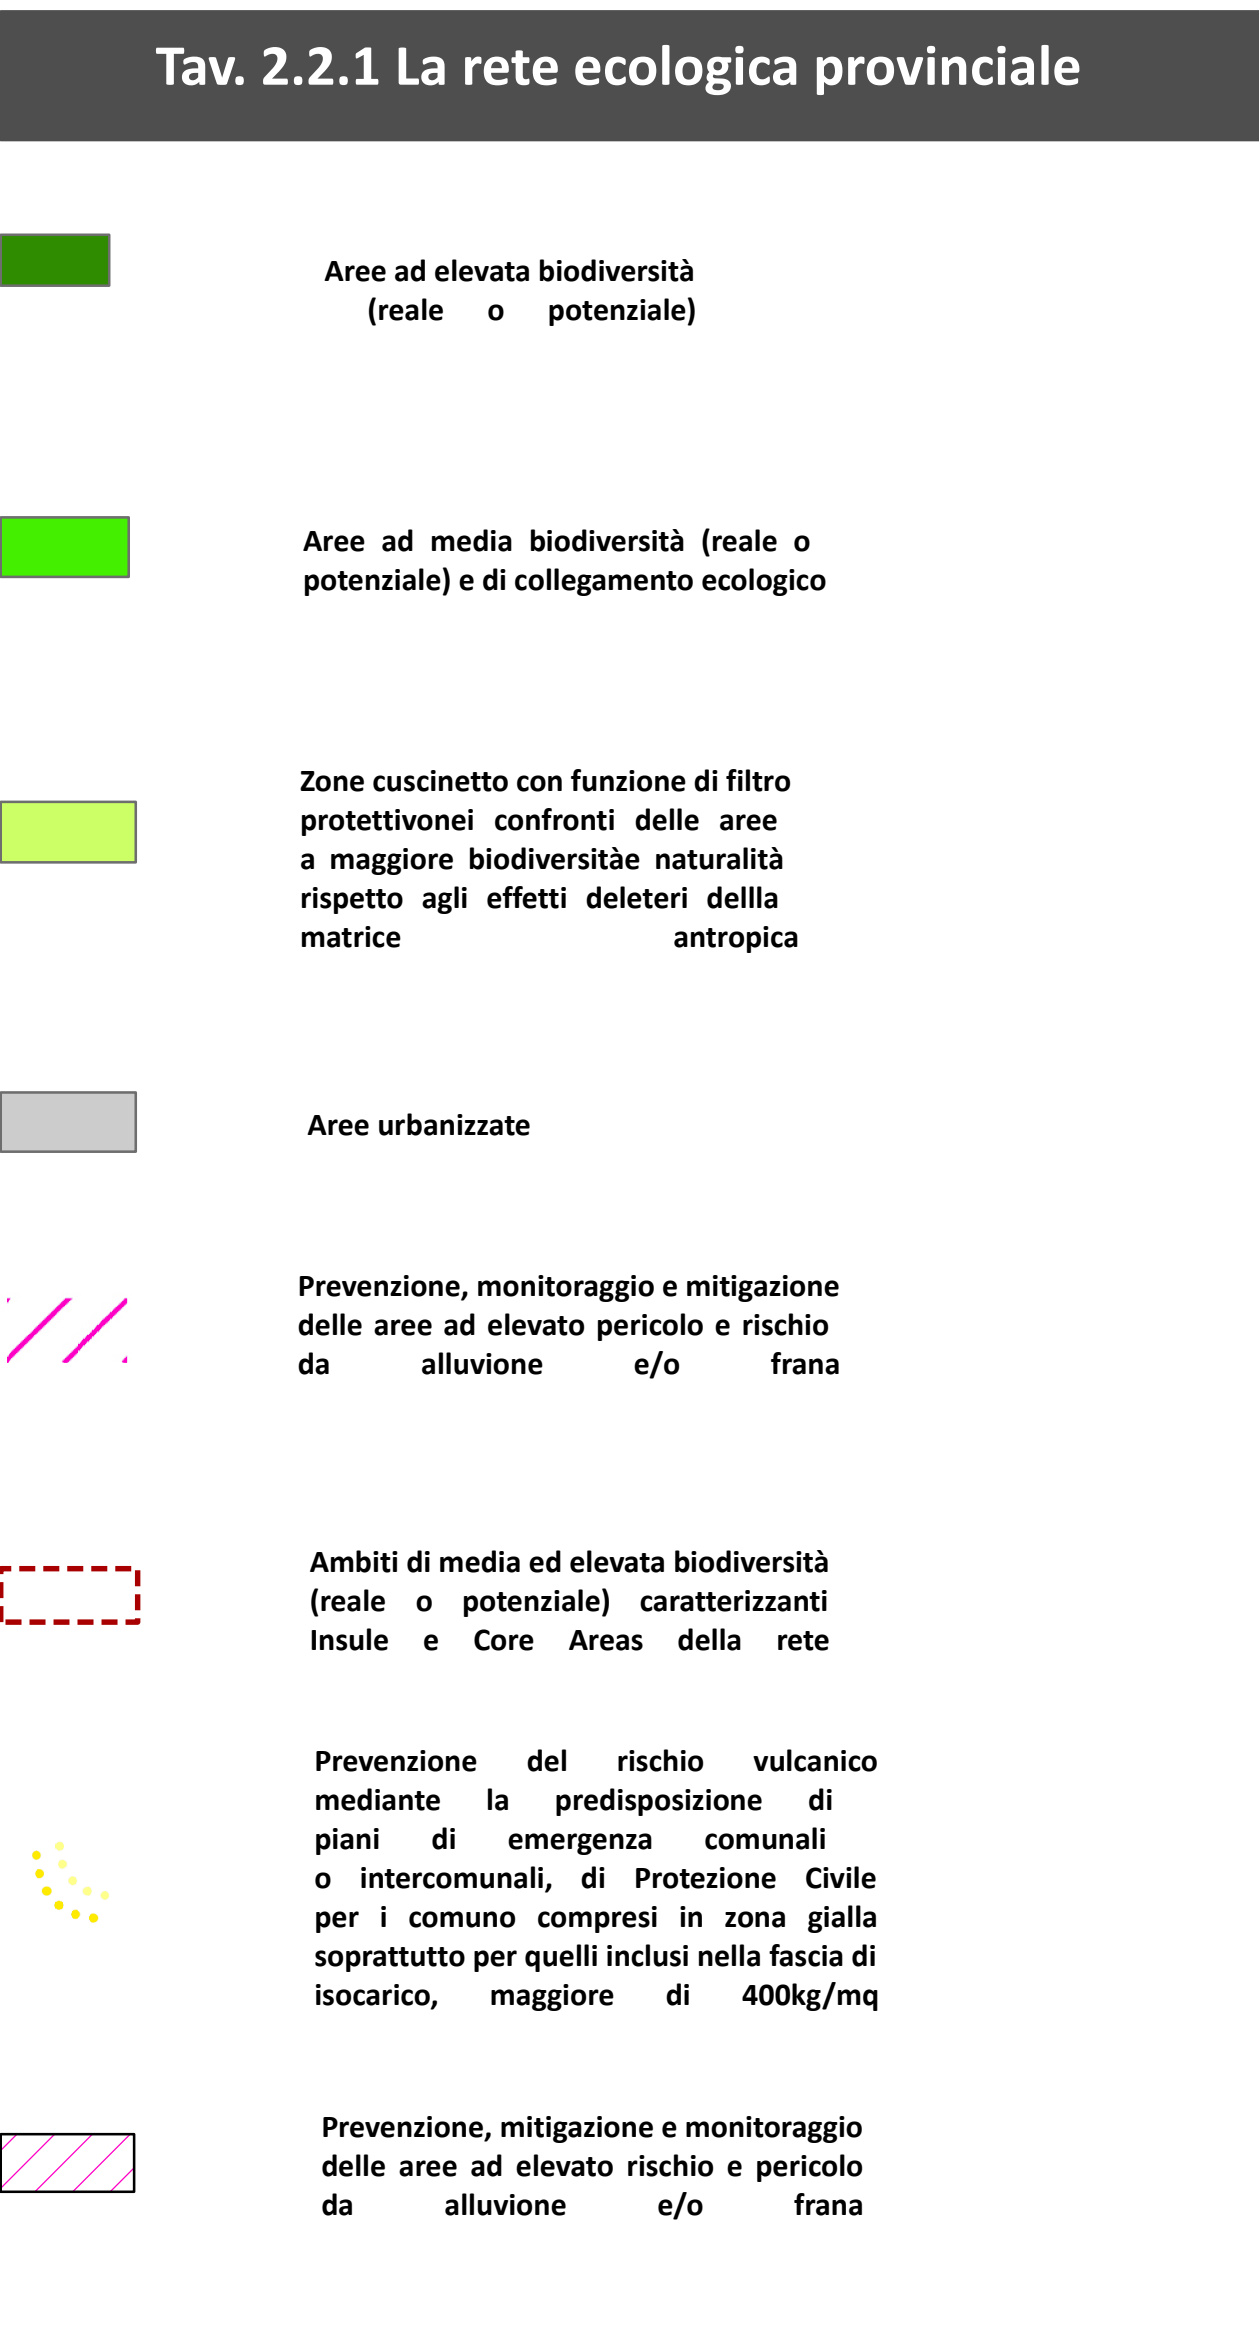 Tav. 2.2.1 La rete ecologica provinciale
Aree ad elevata biodiversità
(reale o potenziale)
Aree ad media biodiversità (reale o
potenziale) e di collegamento ecologico
Zone cuscinetto con funzione di filtro
protettivonei confronti delle aree
a maggiore biodiversitàe naturalità
rispetto agli effetti deleteri dellla
matrice antropica
Aree urbanizzate
Prevenzione, monitoraggio e mitigazione
delle aree ad elevato pericolo e rischio
da alluvione e/o frana
Ambiti di media ed elevata biodiversità
(reale o potenziale) caratterizzanti
Insule e Core Areas della rete
Prevenzione del rischio vulcanico
mediante la predisposizione di
piani di emergenza comunali
o intercomunali, di Protezione Civile
per i comuno compresi in zona gialla
soprattutto per quelli inclusi nella fascia di
isocarico, maggiore di 400kg/mq
Prevenzione, mitigazione e monitoraggio
delle aree ad elevato rischio e pericolo
da alluvione e/o frana